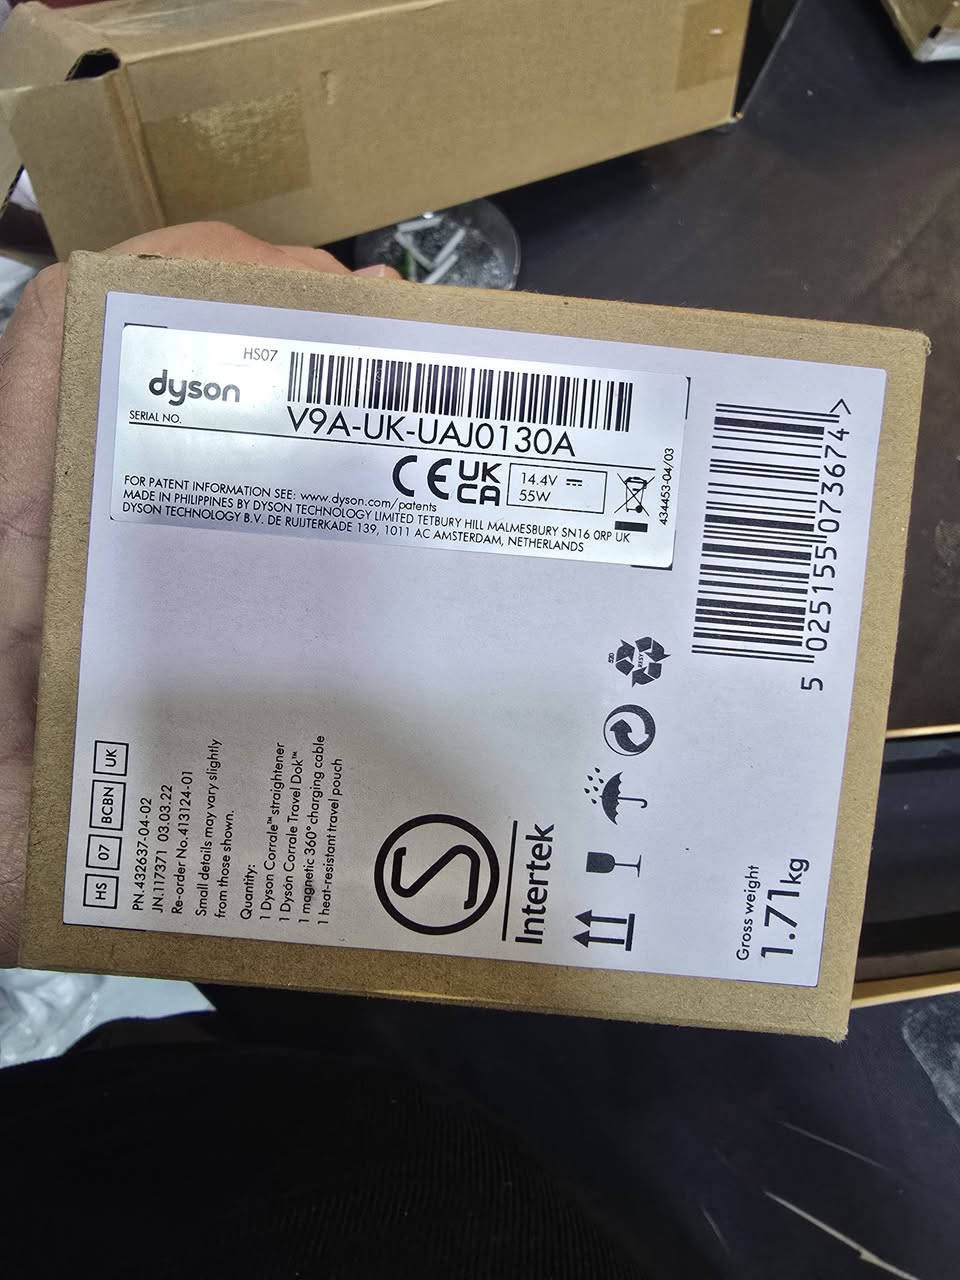 HS07
dyson
SERIAL NO.
V9A-UK-UAJ0130A
CE UK CA
14.4V
55W
434453-04/03
FOR PATENT INFORMATION SEE: www.dyson.com/patents
MADE IN PHILIPPINES BY DYSON TECHNOLOGY LIMITED TETBURY HILL MALMESBURY SN16 0RP UK
DYSON TECHNOLOGY B.V. DE RUIJTERKADE 139, 1011 AC AMSTERDAM, NETHERLANDS
5 025155 073674 >
HS 07 BCBN UK
PN.432637-04-02
JN.117371 03.03.22
Re-order No.413124-01
Small details may vary slightly
from those shown.
Quantity:
1 Dyson Corrale™ straightener
1 Dyson Corrale Travel Dok™
1 magnetic 360° charging cable
1 heat-resistant travel pouch
S
Intertek
RESY
520
Gross weight
1.71kg